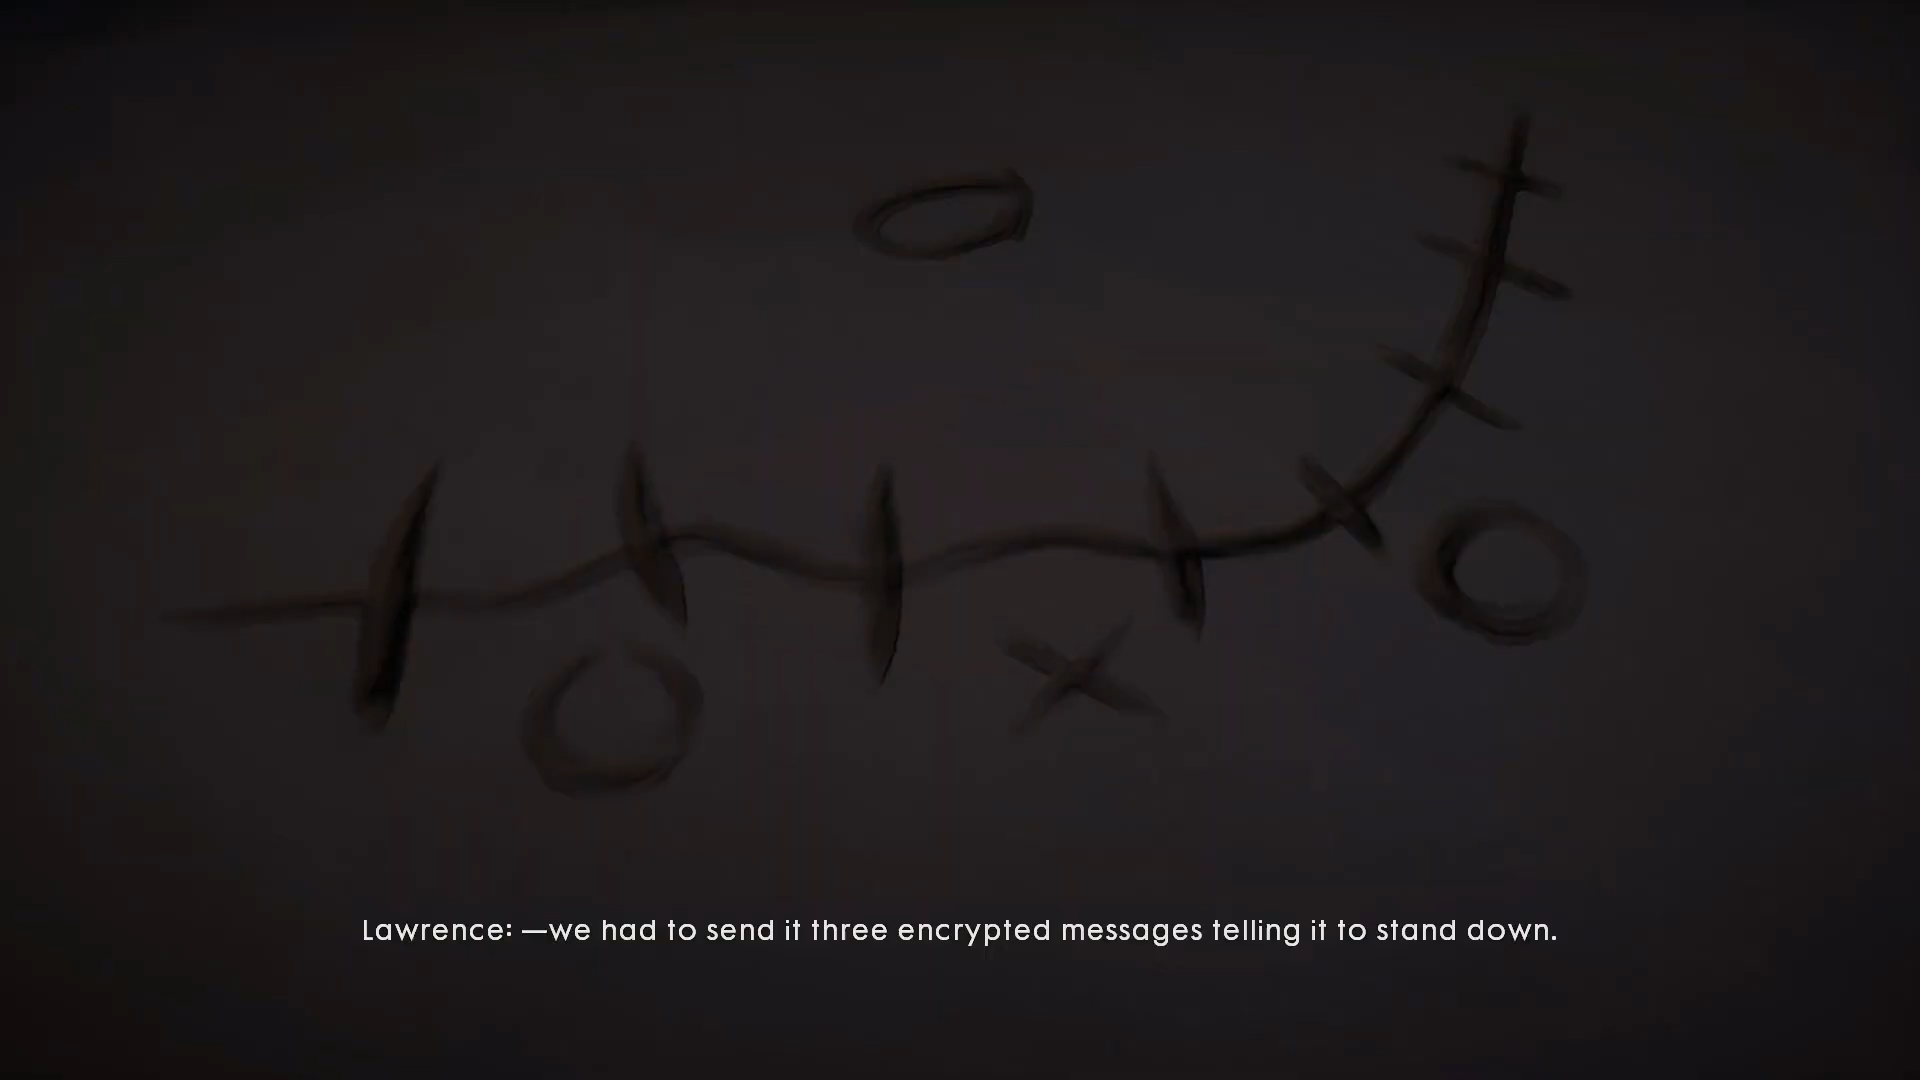 Lawrence: —we had to send it three encrypted messages telling it to stand down.